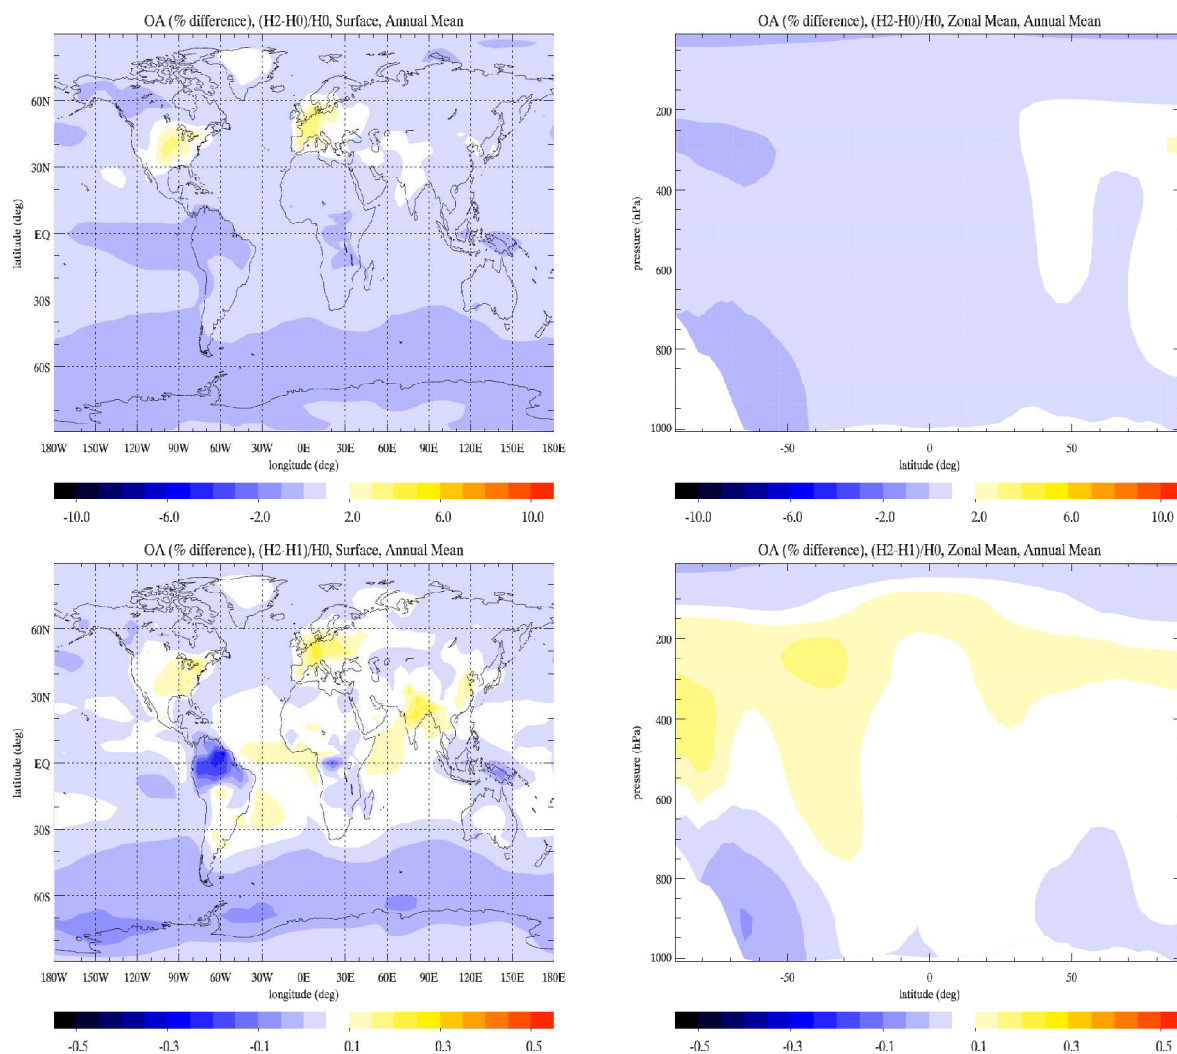 OA (% difference), (H2-H0)/H0, Surface, Annual Mean
latitude (deg)
60N
30N
EQ
30S
60S
180W 150W 120W 90W 60W 30W 0E 30E 60E 90E 120E 150E 180E
longitude (deg)
-10.0 -6.0 -2.0 2.0 6.0 10.0
OA (% difference), (H2-H0)/H0, Zonal Mean, Annual Mean
pressure (hPa)
200
400
600
800
1000
-50 0 50
latitude (deg)
-10.0 -6.0 -2.0 2.0 6.0 10.0
OA (% difference), (H2-H1)/H0, Surface, Annual Mean
latitude (deg)
60N
30N
EQ
30S
60S
180W 150W 120W 90W 60W 30W 0E 30E 60E 90E 120E 150E 180E
longitude (deg)
-0.5 -0.3 -0.1 0.1 0.3 0.5
OA (% difference), (H2-H1)/H0, Zonal Mean, Annual Mean
pressure (hPa)
200
400
600
800
1000
-50 0 50
latitude (deg)
-0.5 -0.3 -0.1 0.1 0.3 0.5